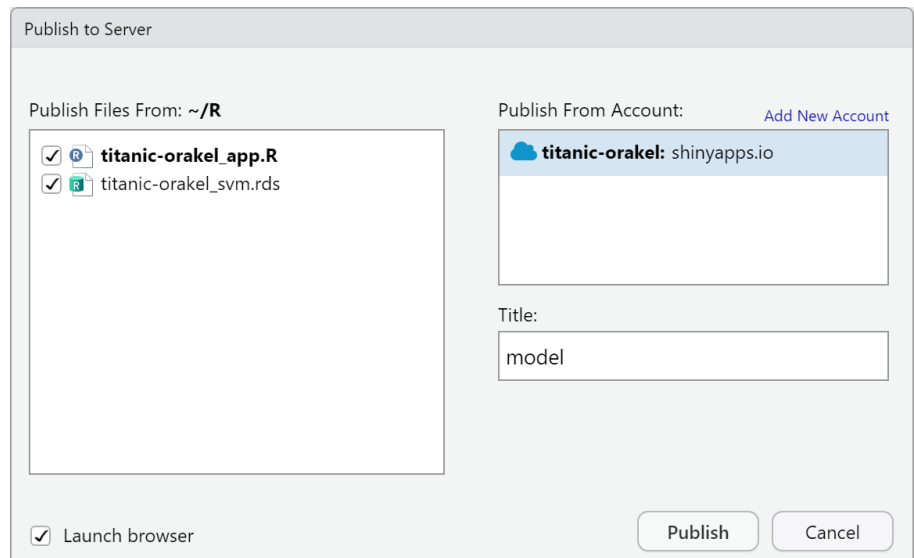 Publish to Server
Publish Files From: ~/R
titanic-orakel_app.R
titanic-orakel_svm.rds
Launch browser
Publish From Account:
Add New Account
titanic-orakel: shinyapps.io
Title:
model
Publish
Cancel